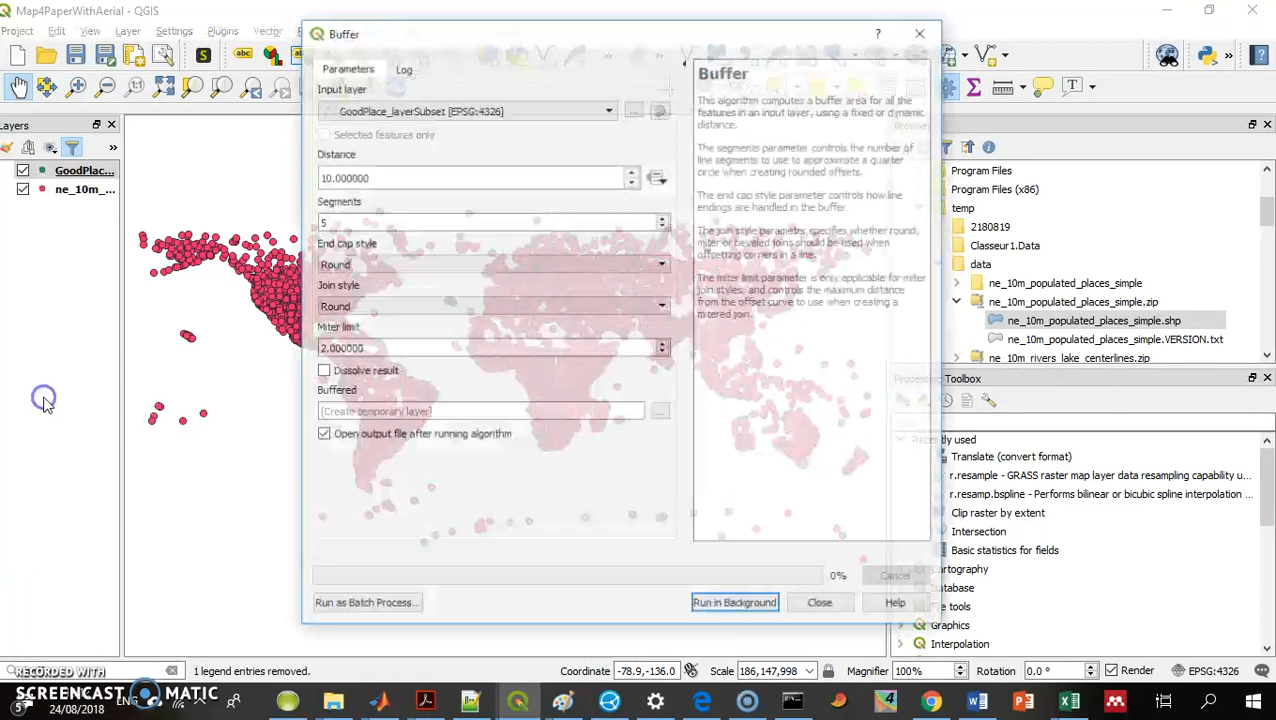 Map4PaperWithAerial - QGIS
Project Edit View Layer Settings Plugins Vector
Buffer
?
Parameters Log
Input layer
GoodPlace_layerSubset [EPSG:4326]
Selected features only
Distance
10.000000
Segments
5
End cap style
Round
Join style
Round
Miter limit
2.000000
Dissolve result
Buffered
[Create temporary layer]
Open output file after running algorithm
Buffer
This algorithm computes a buffer area for all the
features in an input layer, using a fixed or dynamic
distance.
The segments parameter controls the number of
line segments to use to approximate a quarter
circle when creating rounded offsets.
The end cap style parameter controls how line
endings are handled in the buffer.
The join style parameter specifies whether round,
miter or beveled joins should be used when
offsetting corners in a line.
The miter limit parameter is only applicable for miter
join styles, and controls the maximum distance
from the offset curve to use when creating a
mitered join.
0% Cancel
Run as Batch Process... Run in Background Close Help
S abc
1:1
Layers
GoodPlac...
ne_10m_...
T
Browser
Program Files
Program Files (x86)
temp
2180819
Classeur1.Data
data
ne_10m_populated_places_simple
ne_10m_populated_places_simple.zip
ne_10m_populated_places_simple.shp
ne_10m_populated_places_simple.VERSION.txt
ne_10m_rivers_lake_centerlines.zip
Processing Toolbox
Recently used
Translate (convert format)
r.resample - GRASS raster map layer data resampling capability u...
r.resamp.bspline - Performs bilinear or bicubic spline interpolation ...
Clip raster by extent
Intersection
Basic statistics for fields
Cartography
Database
File tools
Graphics
Interpolation
1 legend entries removed. Coordinate -78.9,-136.0 Scale 186,147,998 Magnifier 100% Rotation 0.0 ° Render EPSG:4326
RECORDED WITH
SCREENCAST MATIC
ENG
24/08/2018